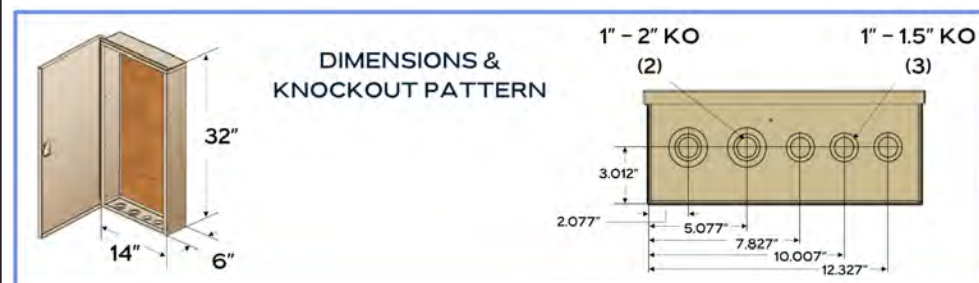 DIMENSIONS &
KNOCKOUT PATTERN
32"
14"
6"
1" – 2" KO
(2)
1" – 1.5" KO
(3)
3.012"
2.077"
5.077"
7.827"
10.007"
12.327"